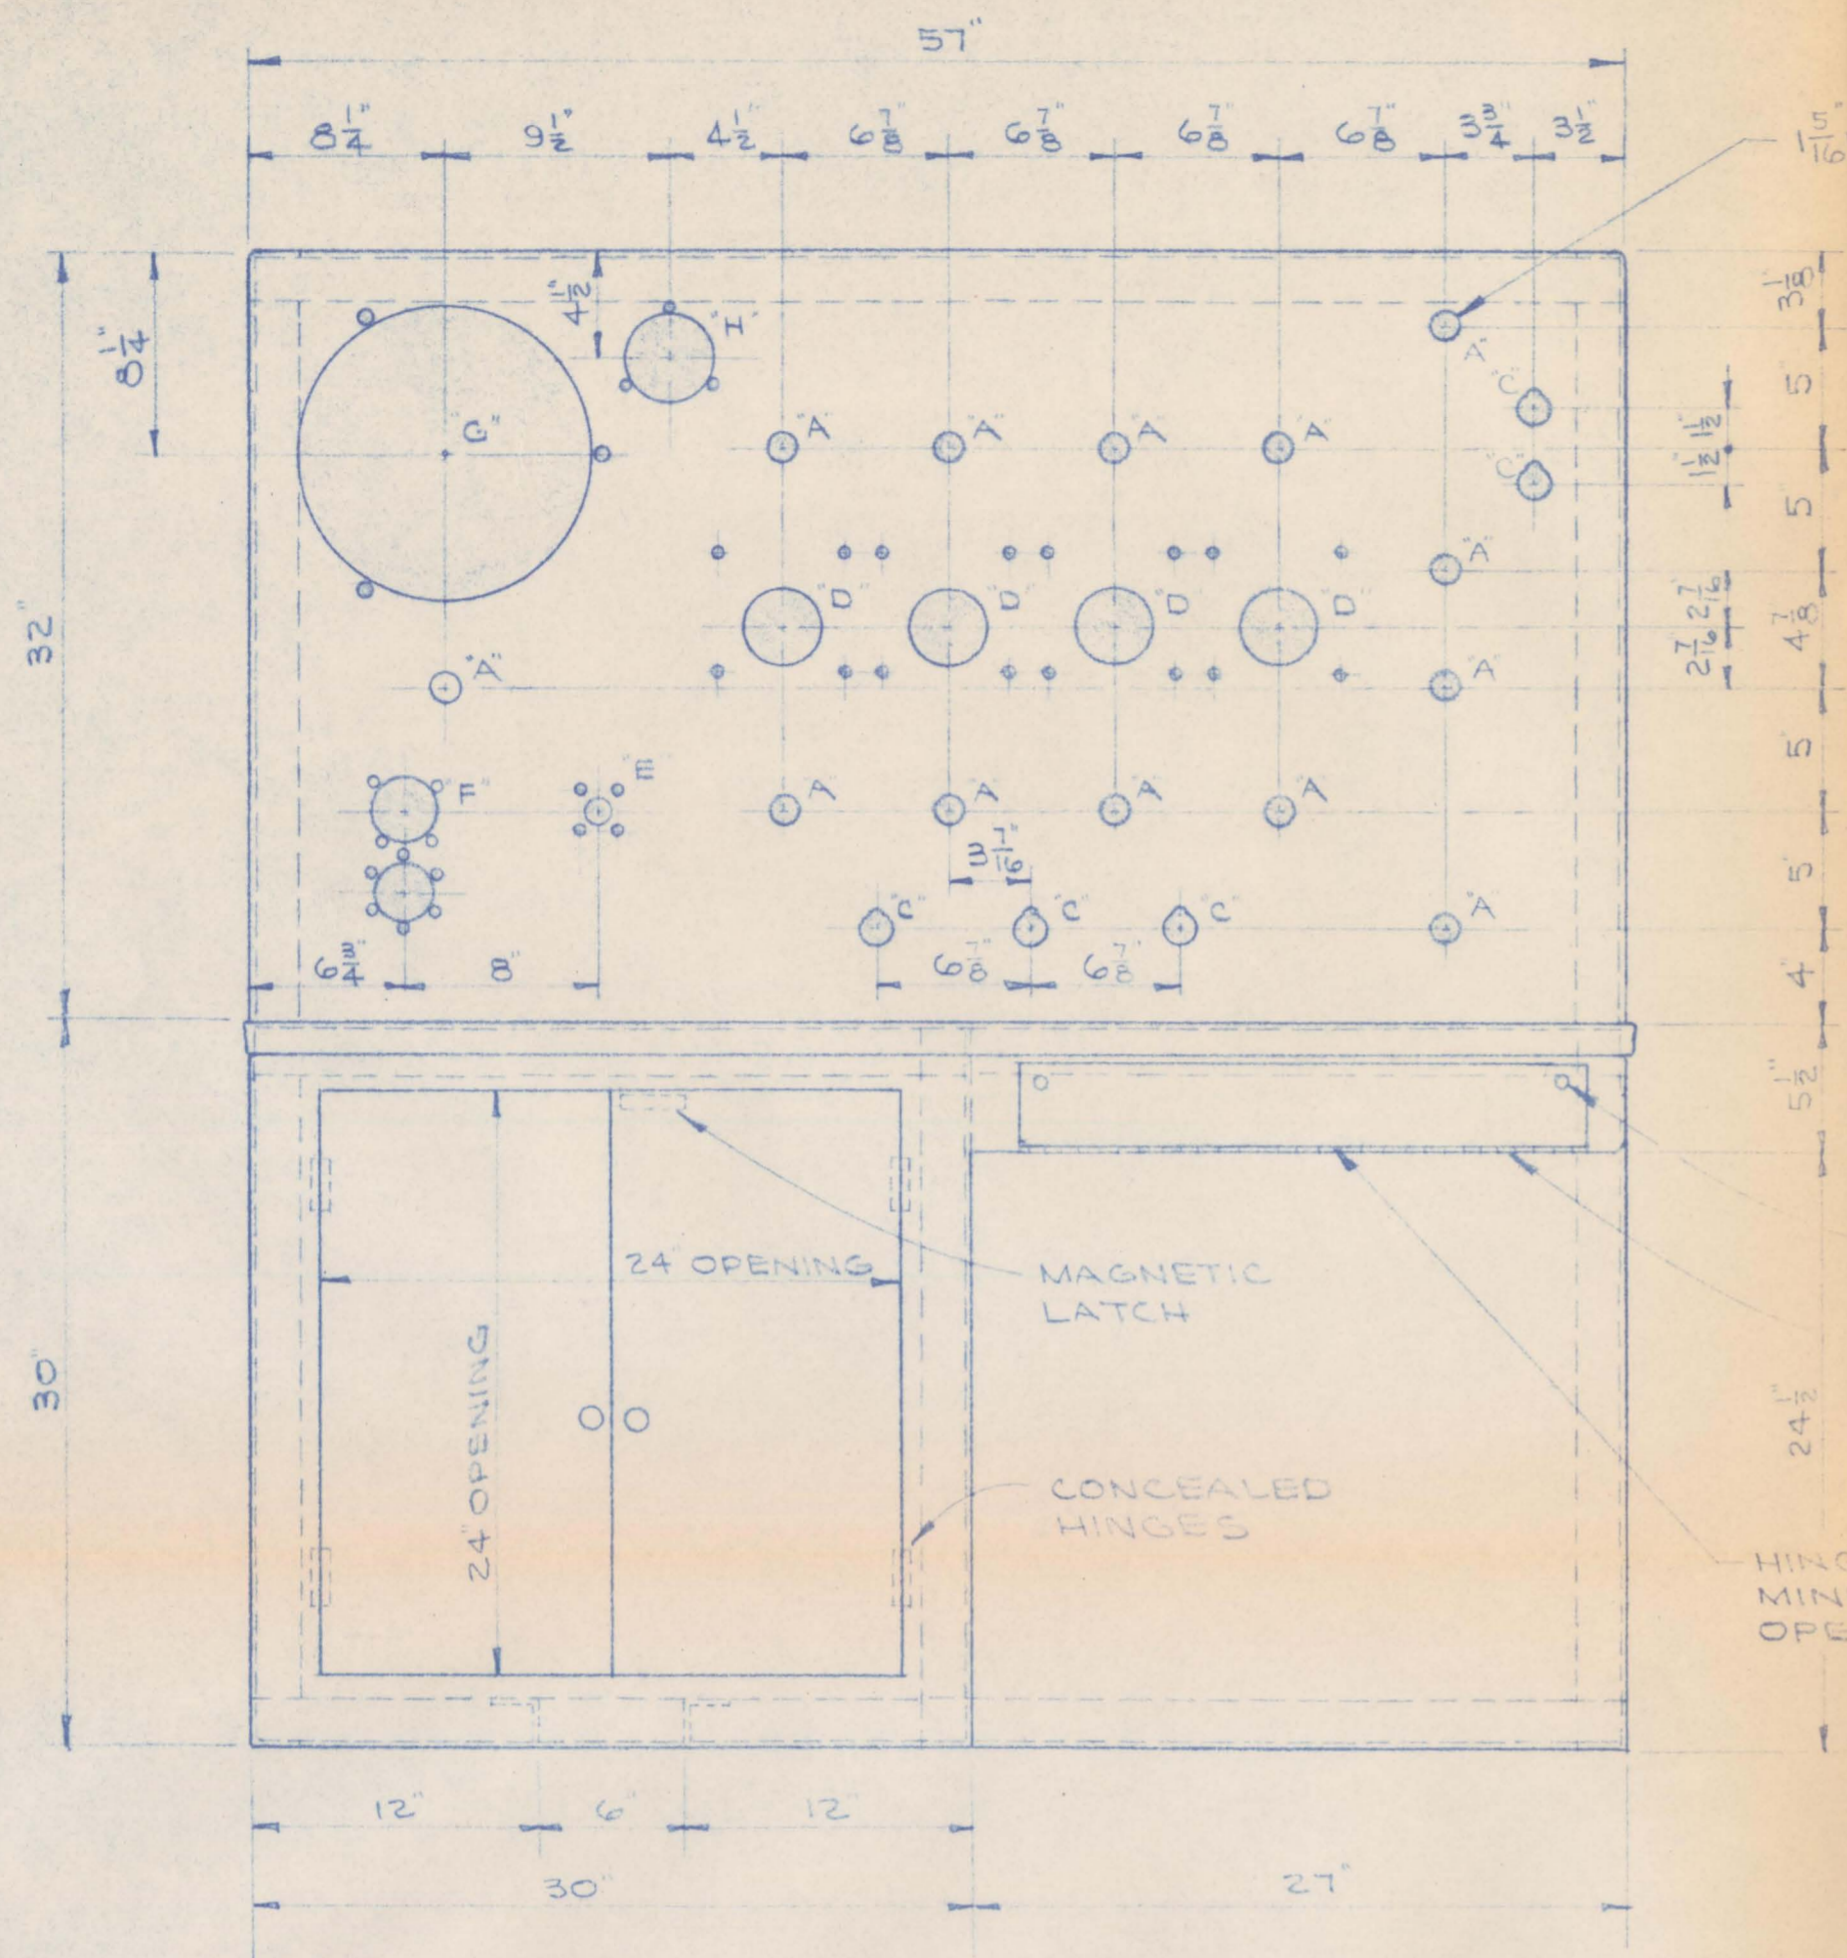 57"
8 1/4" 9 1/2" 4 1/2" 6 7/8" 6 7/8" 6 7/8" 6 7/8" 3 3/4" 3 1/2"
32"
8 1/4"
4 1/2"
"I"
"G"
"A" "A" "A" "A"
"A"
"C"
"C"
"D" "D" "D" "D"
"A"
"A"
"A"
"F"
"E"
"A" "A" "A" "A"
3 7/16"
"C" "C" "C"
"A"
6 3/4" 8"
6 7/8" 6 7/8"
3 1/8"
5"
1 1/2" 1 1/2"
5"
2 7/16" 2 7/16"
4 7/8"
5"
5"
4"
5 1/2"
24 1/2"
30"
24" OPENING
24" OPENING
MAGNETIC
LATCH
CONCEALED
HINGES
OPE
12" 6" 12"
30" 27"